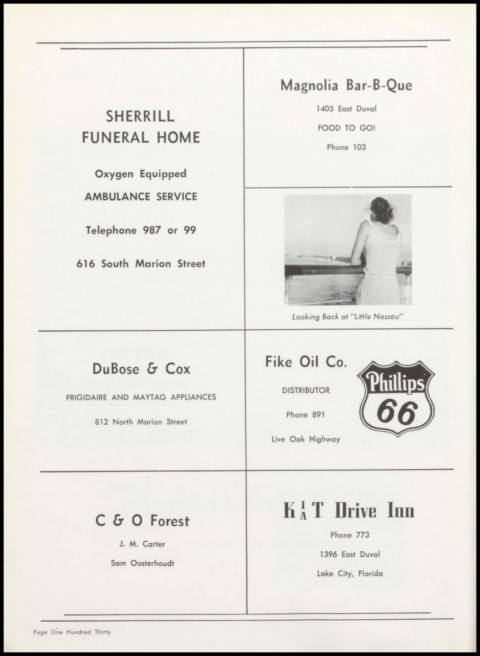 SHERRILL
FUNERAL HOME
Oxygen Equipped
AMBULANCE SERVICE
Telephone 987 or 99
616 South Marion Street
Magnolia Bar-B-Que
1405 East Duval
FOOD TO GO!
Phone 103
Looking Back at "Little Nassau"
DuBose & Cox
FRIGIDAIRE AND MAYTAG APPLIANCES
812 North Marion Street
Fike Oil Co.
DISTRIBUTOR
Phone 891
Live Oak Highway
Phillips
66
C & O Forest
J. M. Carter
Sam Oosterhoudt
KIT
KAT Drive Inn
Phone 773
1396 East Duval
Lake City, Florida
Page One Hundred Thirty